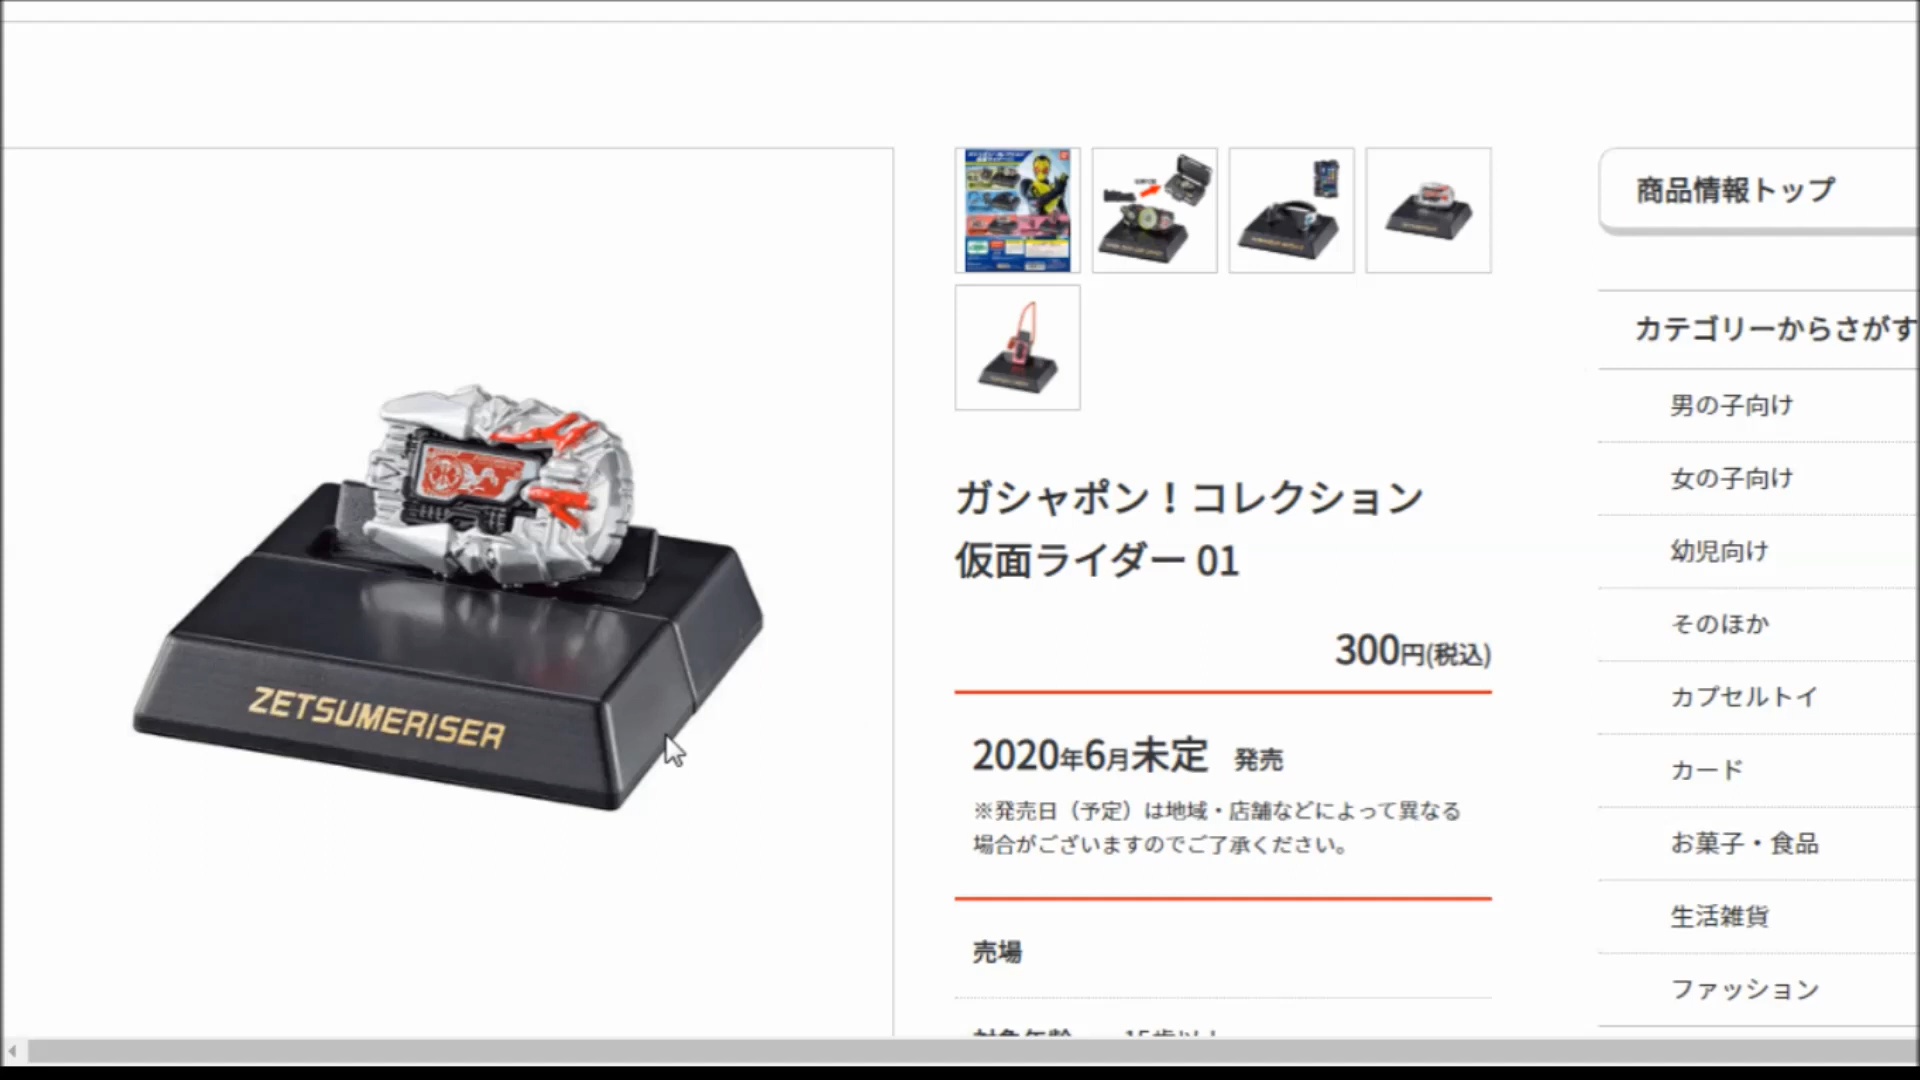 ZETSUMERISER
ガシャポン！コレクション
仮面ライダー 01
300円(税込)
2020年6月未定 発売
※発売日（予定）は地域・店舗などによって異なる
場合がございますのでご了承ください。
売場
商品情報トップ
カテゴリーからさがす
男の子向け
女の子向け
幼児向け
そのほか
カプセルトイ
カード
お菓子・食品
生活雑貨
ファッション